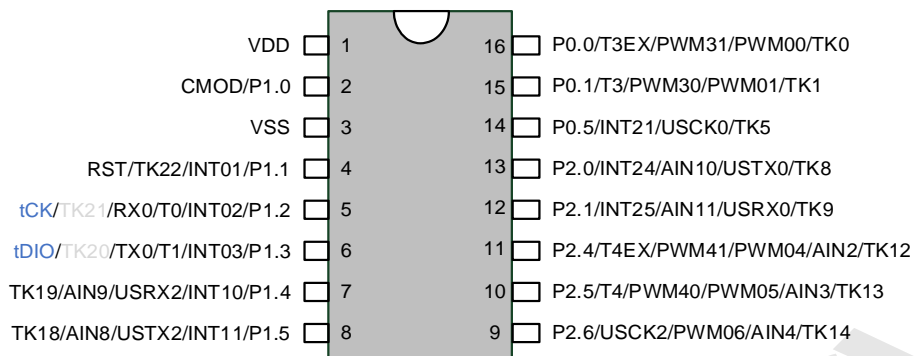 VDD 1 16 P0.0/T3EX/PWM31/PWM00/TK0
CMOD/P1.0 2 15 P0.1/T3/PWM30/PWM01/TK1
VSS 3 14 P0.5/INT21/USCK0/TK5
RST/TK22/INT01/P1.1 4 13 P2.0/INT24/AIN10/USTX0/TK8
tCK/TK21/RX0/T0/INT02/P1.2 5 12 P2.1/INT25/AIN11/USRX0/TK9
tDIO/TK20/TX0/T1/INT03/P1.3 6 11 P2.4/T4EX/PWM41/PWM04/AIN2/TK12
TK19/AIN9/USRX2/INT10/P1.4 7 10 P2.5/T4/PWM40/PWM05/AIN3/TK13
TK18/AIN8/USTX2/INT11/P1.5 8 9 P2.6/USCK2/PWM06/AIN4/TK14